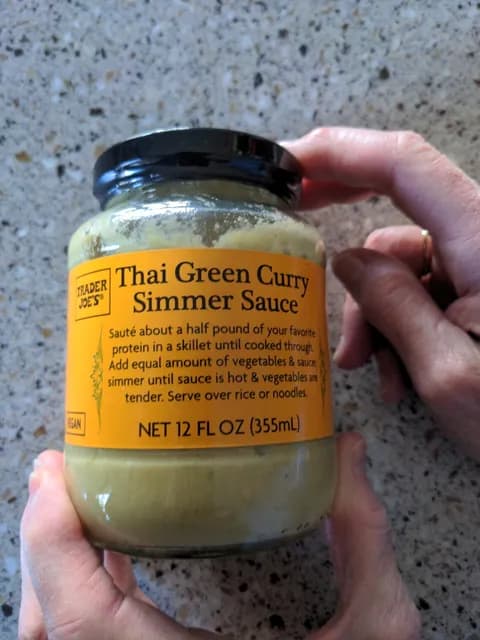 TRADER
JOE'S®
Thai Green Curry
Simmer Sauce
Sauté about a half pound of your favorite
protein in a skillet until cooked through.
Add equal amount of vegetables & sauce
simmer until sauce is hot & vegetables are
tender. Serve over rice or noodles.
NET 12 FL OZ (355mL)